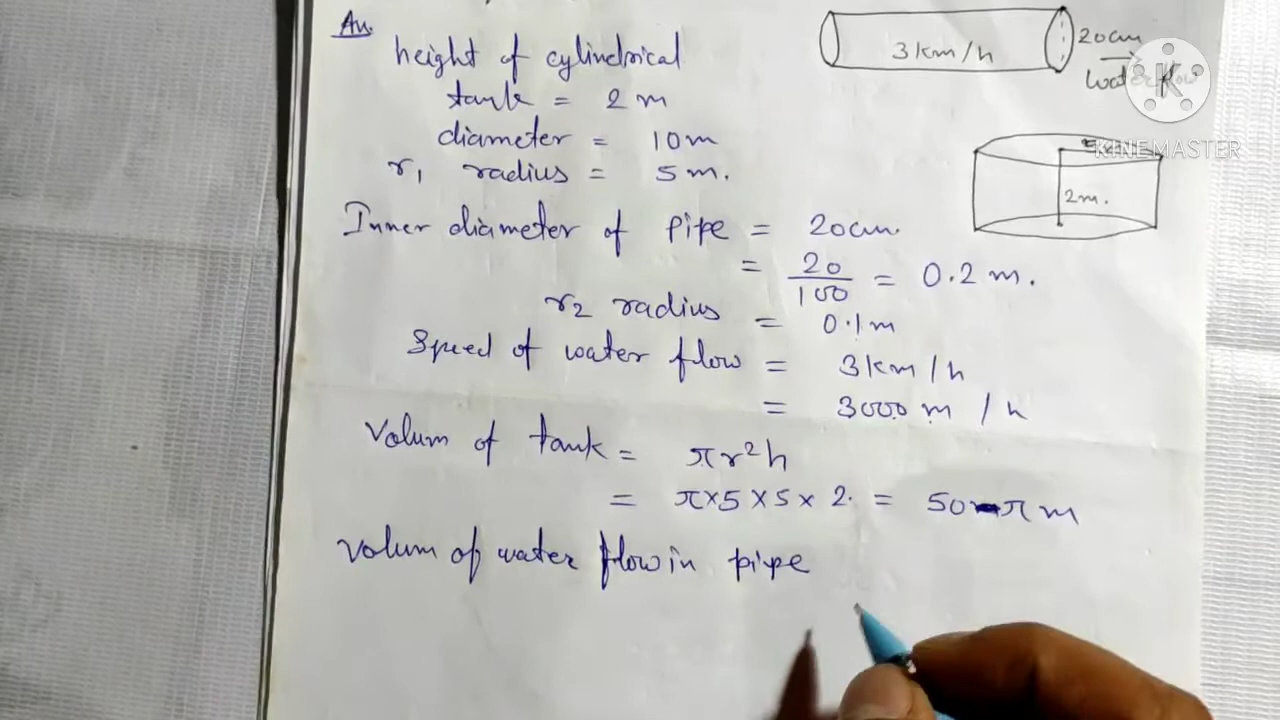 An.
height of cylindrical
tank = 2 m
diameter = 10m
r1 radius = 5 m.
Inner diameter of pipe = 20cm.
= 20/100 = 0.2 m.
r2 radius = 0.1m
Speed of water flow = 3km/h
= 3000 m/h
Volum of tank = πr²h
= π×5×5×2. = 50 π m
Volum of water flow in pipe
3km/h
20cm
2m.
KINEMASTER
K